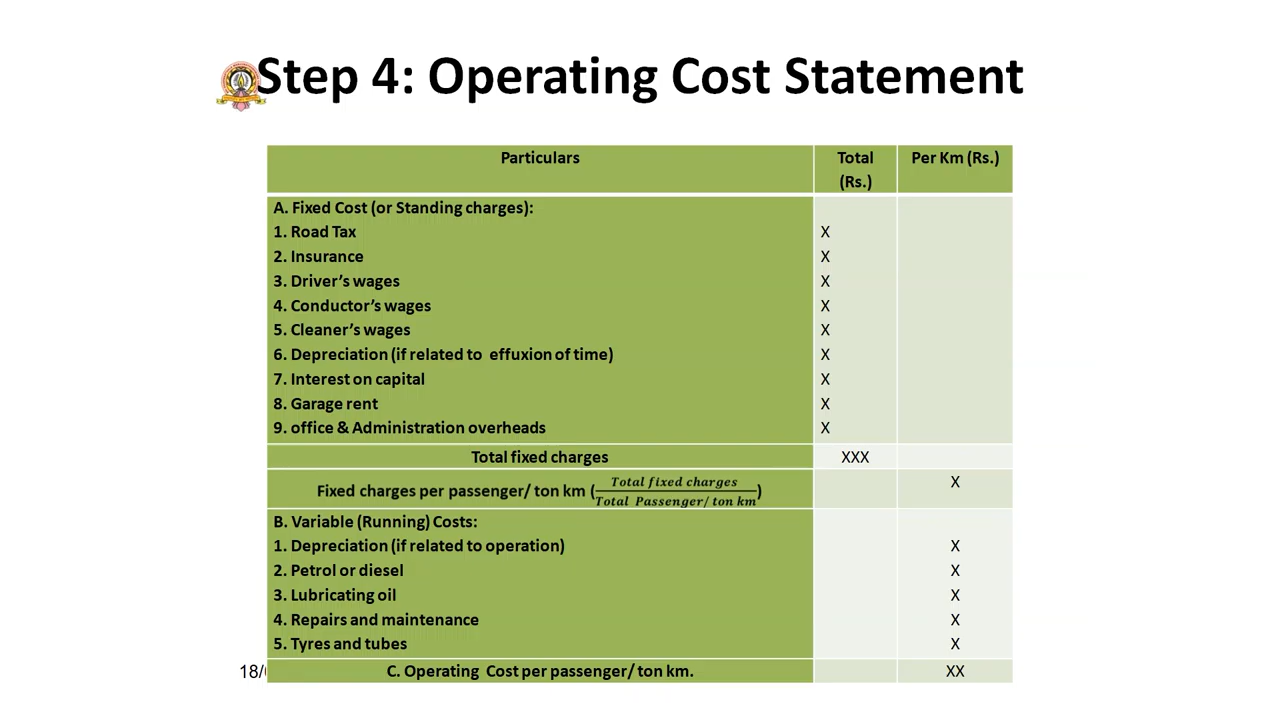 Step 4: Operating Cost Statement
Particulars Total (Rs.) Per Km (Rs.)
A. Fixed Cost (or Standing charges):
1. Road Tax X
2. Insurance X
3. Driver’s wages X
4. Conductor’s wages X
5. Cleaner’s wages X
6. Depreciation (if related to effuxion of time) X
7. Interest on capital X
8. Garage rent X
9. office & Administration overheads X
Total fixed charges XXX
Fixed charges per passenger/ ton km (Total fixed charges / Total Passenger/ ton km) X
B. Variable (Running) Costs:
1. Depreciation (if related to operation) X
2. Petrol or diesel X
3. Lubricating oil X
4. Repairs and maintenance X
5. Tyres and tubes X
18/
C. Operating Cost per passenger/ ton km. XX